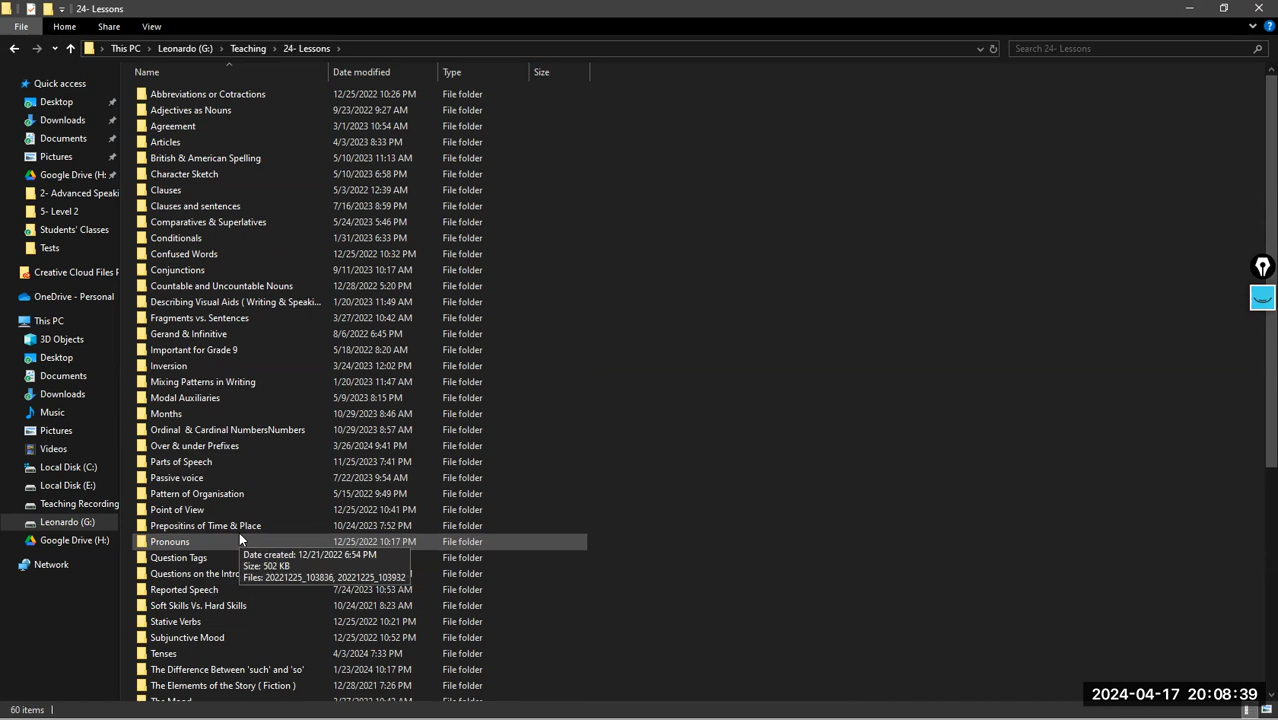 24- Lessons
File Home Share View
This PC Leonardo (G:) Teaching 24- Lessons Search 24- Lessons
Name Date modified Type Size
Quick access
Desktop
Downloads
Documents
Pictures
Google Drive (H:
2- Advanced Speaki
5- Level 2
Students' Classes
Tests
Creative Cloud Files P
OneDrive - Personal
This PC
3D Objects
Desktop
Documents
Downloads
Music
Pictures
Videos
Local Disk (C:)
Local Disk (E:)
Teaching Recording
Leonardo (G:)
Google Drive (H:)
Network
Abbreviations or Cotractions 12/25/2022 10:26 PM File folder
Adjectives as Nouns 9/23/2022 9:27 AM File folder
Agreement 3/1/2023 10:54 AM File folder
Articles 4/3/2023 8:33 PM File folder
British & American Spelling 5/10/2023 11:13 AM File folder
Character Sketch 5/10/2023 6:58 PM File folder
Clauses 5/3/2022 12:39 AM File folder
Clauses and sentences 7/16/2023 8:59 PM File folder
Comparatives & Superlatives 5/24/2023 5:46 PM File folder
Conditionals 1/31/2023 6:33 PM File folder
Confused Words 12/25/2022 10:32 PM File folder
Conjunctions 9/11/2023 10:17 AM File folder
Countable and Uncountable Nouns 12/28/2022 5:20 PM File folder
Describing Visual Aids ( Writing & Speaki... 1/20/2023 11:49 AM File folder
Fragments vs. Sentences 3/27/2022 10:42 AM File folder
Gerand & Infinitive 8/6/2022 6:45 PM File folder
Important for Grade 9 5/18/2022 8:20 AM File folder
Inversion 3/24/2023 12:02 PM File folder
Mixing Patterns in Writing 1/20/2023 11:47 AM File folder
Modal Auxiliaries 5/9/2023 8:15 PM File folder
Months 10/29/2023 8:46 AM File folder
Ordinal & Cardinal NumbersNumbers 10/29/2023 8:57 AM File folder
Over & under Prefixes 3/26/2024 9:41 PM File folder
Parts of Speech 11/25/2023 7:41 PM File folder
Passive voice 7/22/2023 9:54 AM File folder
Pattern of Organisation 5/15/2022 9:49 PM File folder
Point of View 12/25/2022 10:41 PM File folder
Prepositins of Time & Place 10/24/2023 7:52 PM File folder
Pronouns 12/25/2022 10:17 PM File folder
Question Tags File folder
Questions on the Intro File folder
Date created: 12/21/2022 6:54 PM
Size: 502 KB
Files: 20221225_103836, 20221225_103932
Reported Speech 7/24/2023 10:53 AM File folder
Soft Skills Vs. Hard Skills 10/24/2021 8:23 AM File folder
Stative Verbs 12/25/2022 10:21 PM File folder
Subjunctive Mood 12/25/2022 10:52 PM File folder
Tenses 4/3/2024 7:33 PM File folder
The Difference Between 'such' and 'so' 1/23/2024 10:17 PM File folder
The Elememts of the Story ( Fiction ) 12/28/2021 7:26 PM File folder
The Mood
60 items
2024-04-17 20:08:39